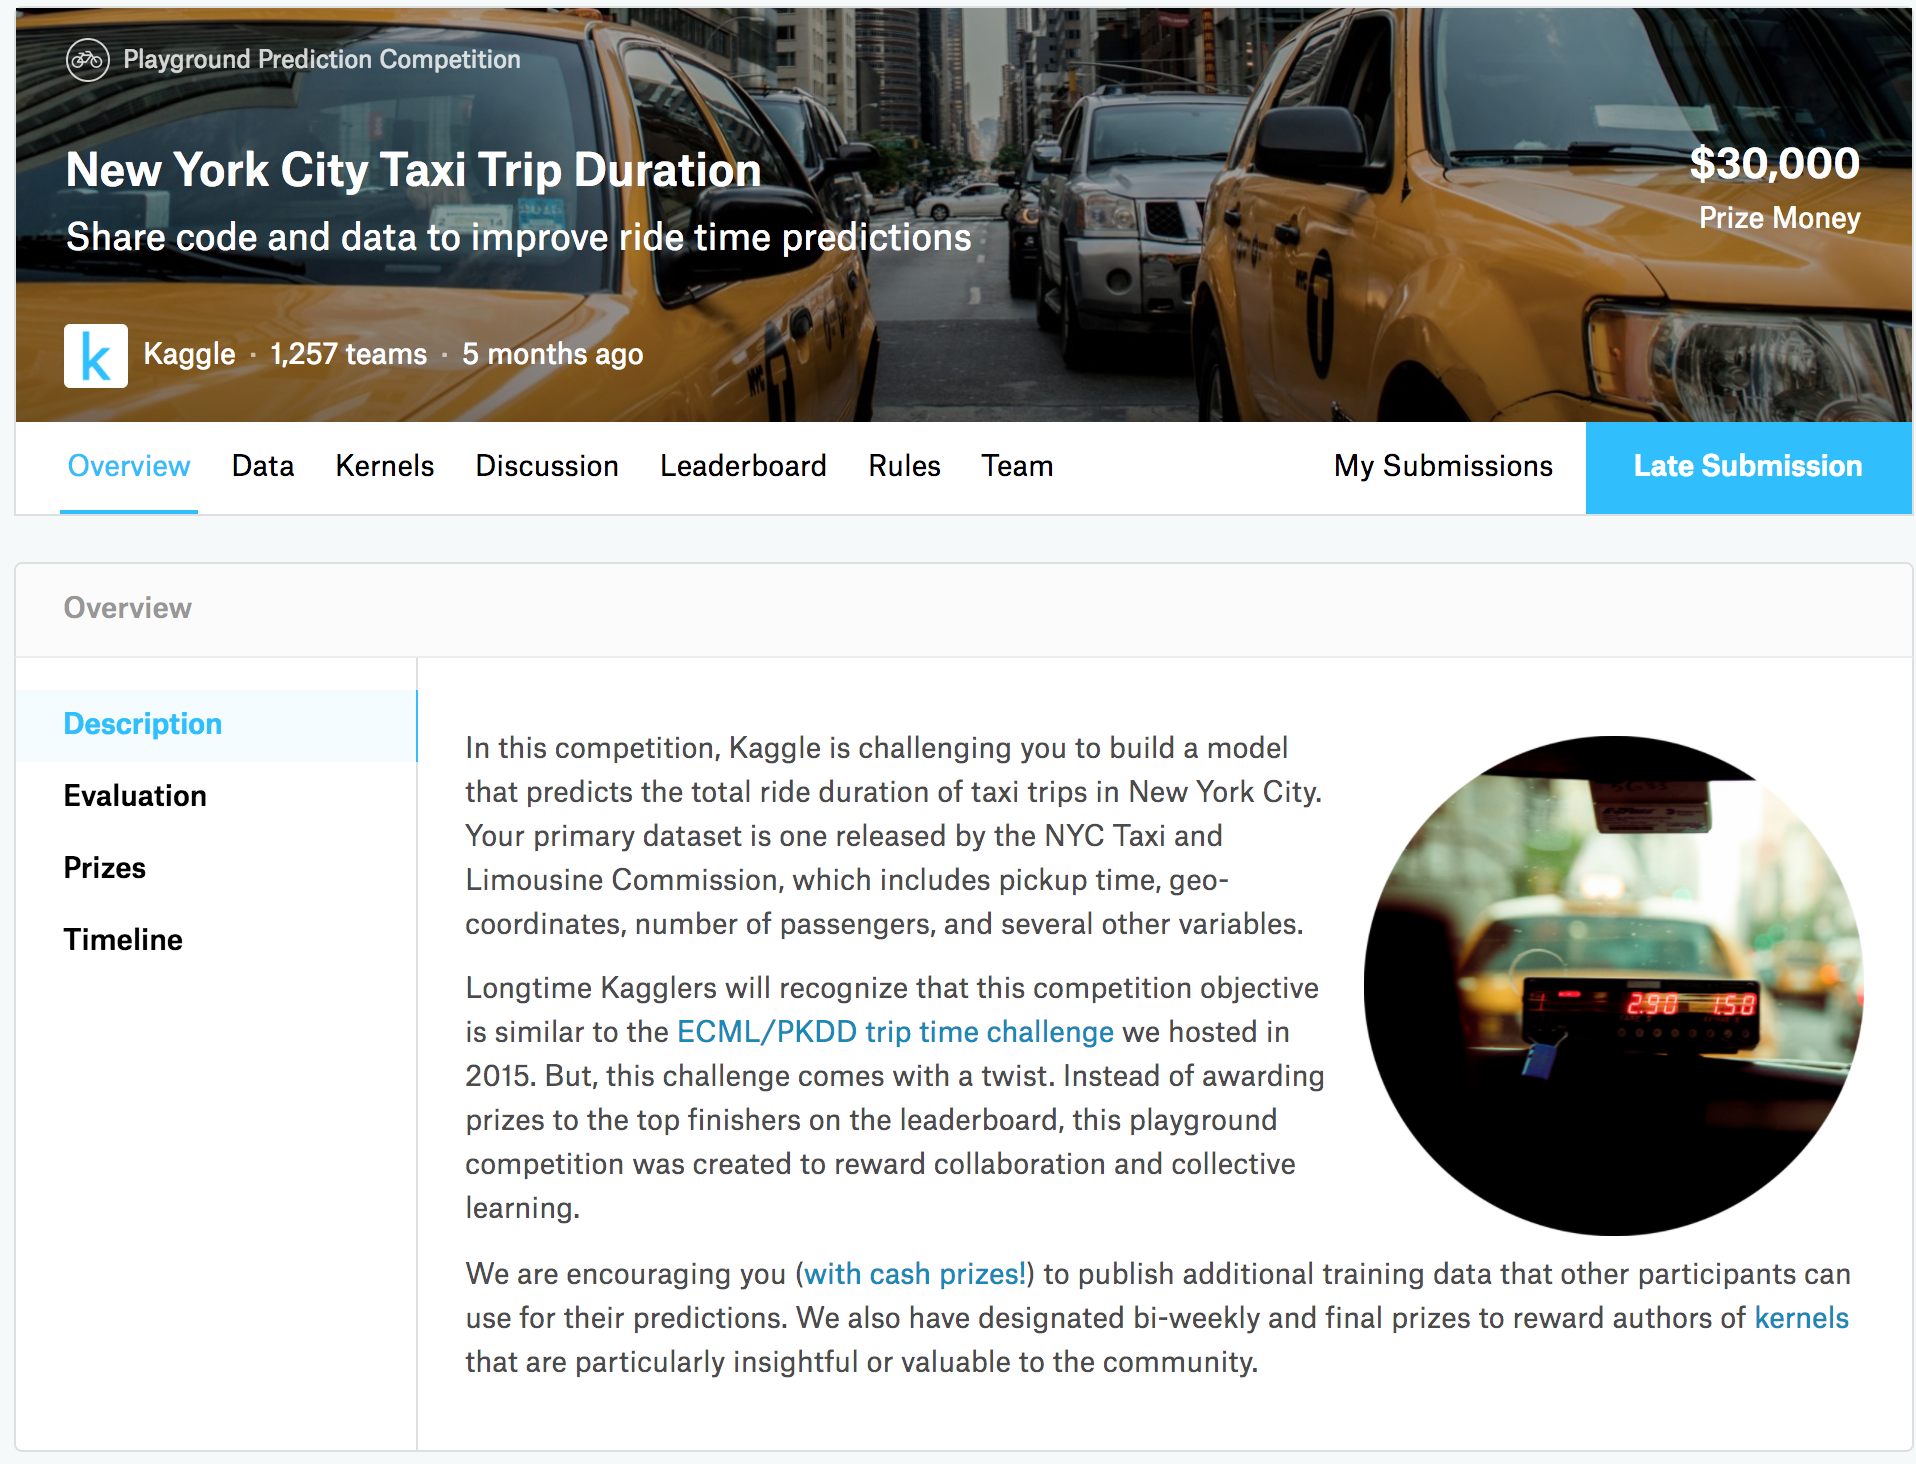 Playground Prediction Competition
New York City Taxi Trip Duration
Share code and data to improve ride time predictions
$30,000
Prize Money
k
Kaggle · 1,257 teams · 5 months ago
NYC T
NYC T
Overview Data Kernels Discussion Leaderboard Rules Team My Submissions Late Submission
Overview
Description
Evaluation
Prizes
Timeline
In this competition, Kaggle is challenging you to build a model
that predicts the total ride duration of taxi trips in New York City.
Your primary dataset is one released by the NYC Taxi and
Limousine Commission, which includes pickup time, geo-
coordinates, number of passengers, and several other variables.
Longtime Kagglers will recognize that this competition objective
is similar to the ECML/PKDD trip time challenge we hosted in
2015. But, this challenge comes with a twist. Instead of awarding
prizes to the top finishers on the leaderboard, this playground
competition was created to reward collaboration and collective
learning.
2.90 1.50
We are encouraging you (with cash prizes!) to publish additional training data that other participants can
use for their predictions. We also have designated bi-weekly and final prizes to reward authors of kernels
that are particularly insightful or valuable to the community.